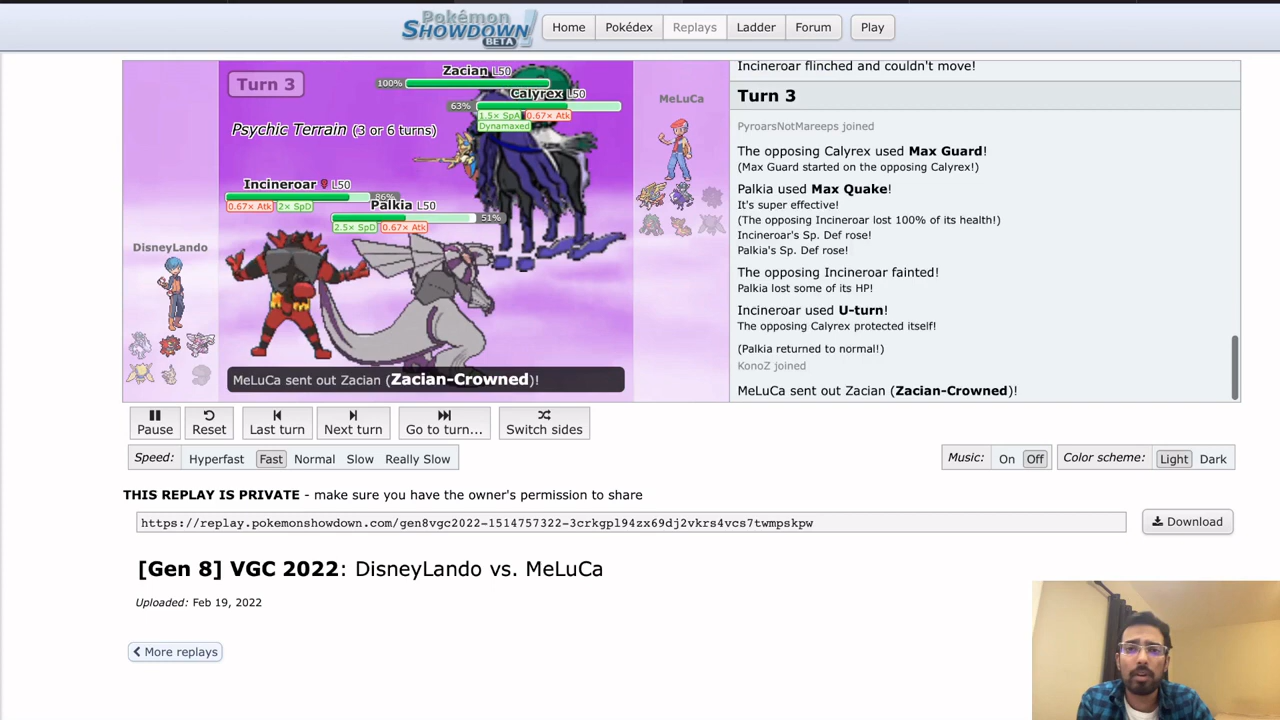 Pokémon
SHOWDOWN!
BETA
Home
Pokédex
Replays
Ladder
Forum
Play
Turn 3
Psychic Terrain (3 or 6 turns)
Zacian L50
100%
Calyrex L50
63%
1.5× SpA 0.67× Atk
Dynamaxed
Incineroar L50
86%
0.67× Atk 2× SpD
Palkia L50
51%
2.5× SpD 0.67× Atk
DisneyLando
MeLuCa
MeLuCa sent out Zacian (Zacian-Crowned)!
Incineroar flinched and couldn't move!
Turn 3
PyroarsNotMareeps joined
The opposing Calyrex used Max Guard!
(Max Guard started on the opposing Calyrex!)
Palkia used Max Quake!
It's super effective!
(The opposing Incineroar lost 100% of its health!)
Incineroar's Sp. Def rose!
Palkia's Sp. Def rose!
The opposing Incineroar fainted!
Palkia lost some of its HP!
Incineroar used U-turn!
The opposing Calyrex protected itself!
(Palkia returned to normal!)
KonoZ joined
MeLuCa sent out Zacian (Zacian-Crowned)!
Pause
Reset
Last turn
Next turn
Go to turn...
Switch sides
Speed: Hyperfast Fast Normal Slow Really Slow
Music: On Off
Color scheme: Light Dark
THIS REPLAY IS PRIVATE - make sure you have the owner's permission to share
https://replay.pokemonshowdown.com/gen8vgc2022-1514757322-3crkgpl94zx69dj2vkrs4vcs7twmpskpw
Download
[Gen 8] VGC 2022: DisneyLando vs. MeLuCa
Uploaded: Feb 19, 2022
More replays